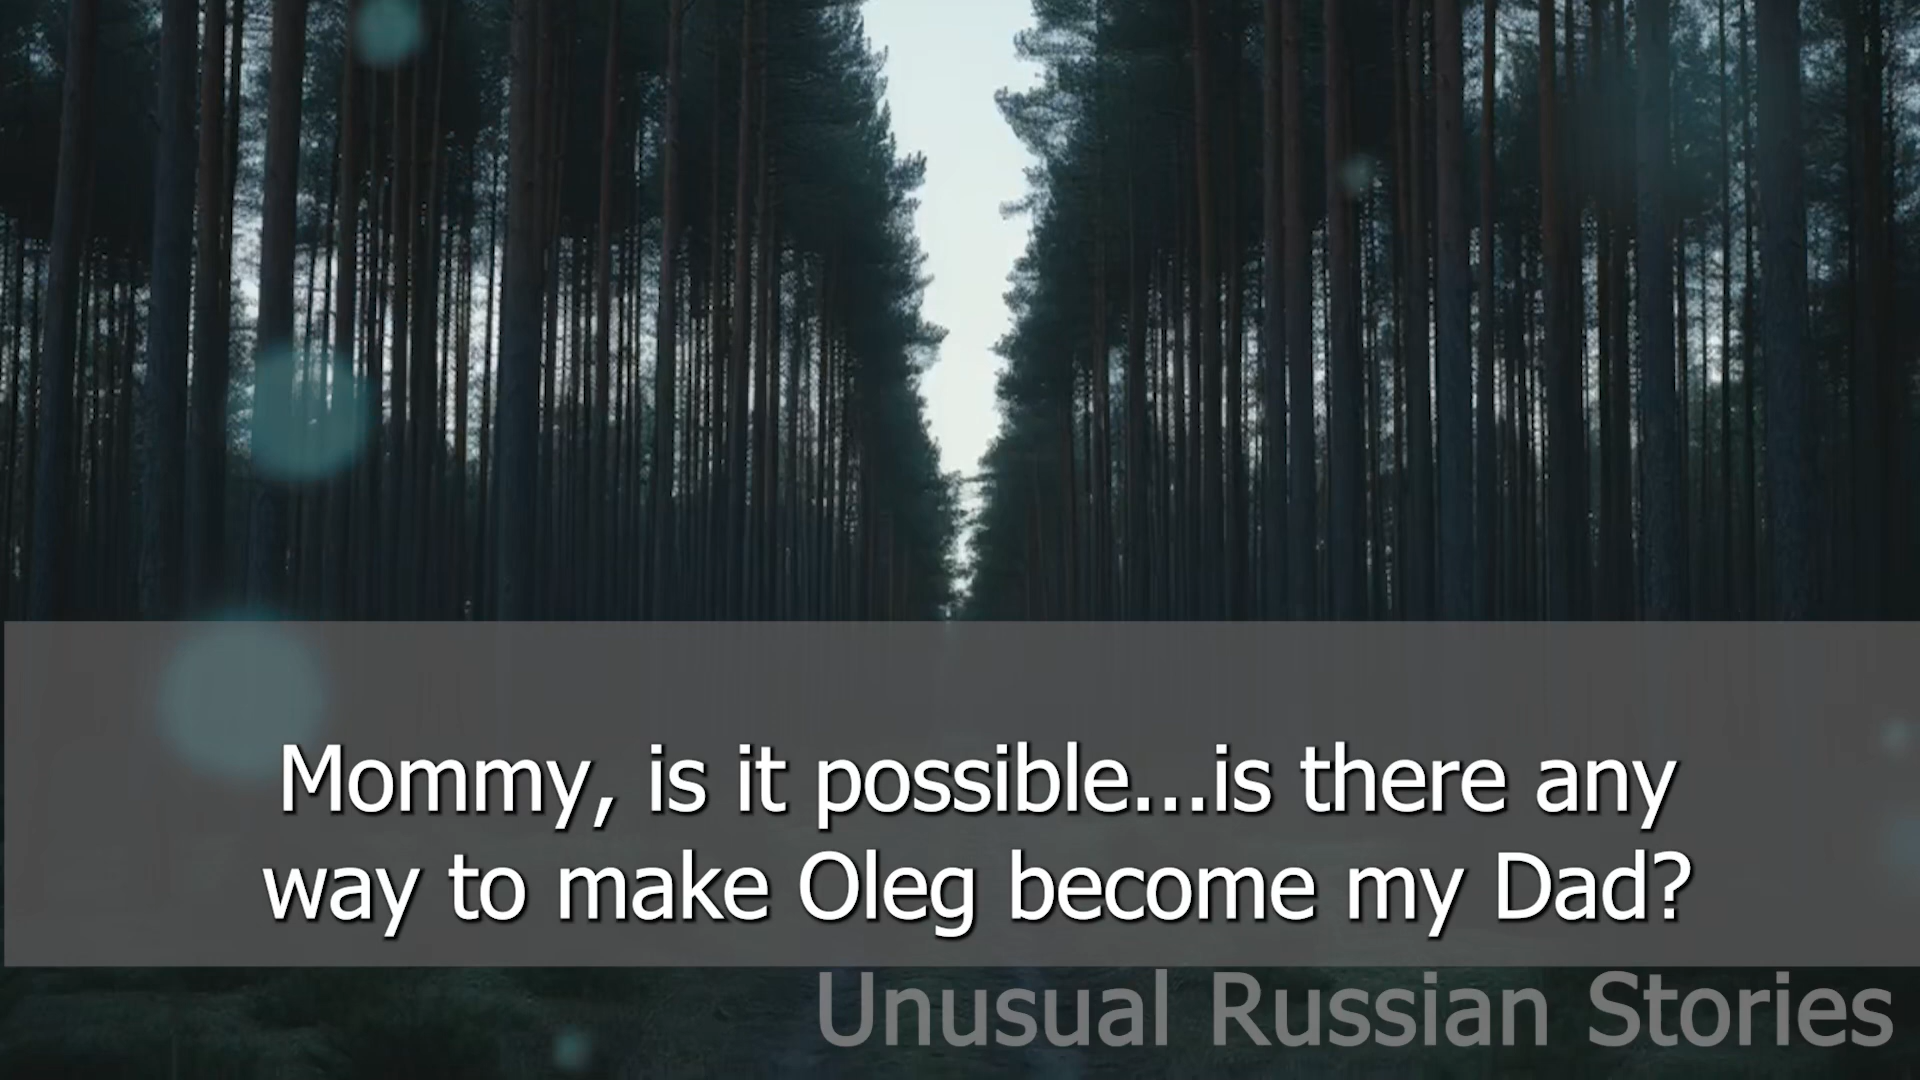 Mommy, is it possible...is there any
way to make Oleg become my Dad?
Unusual Russian Stories